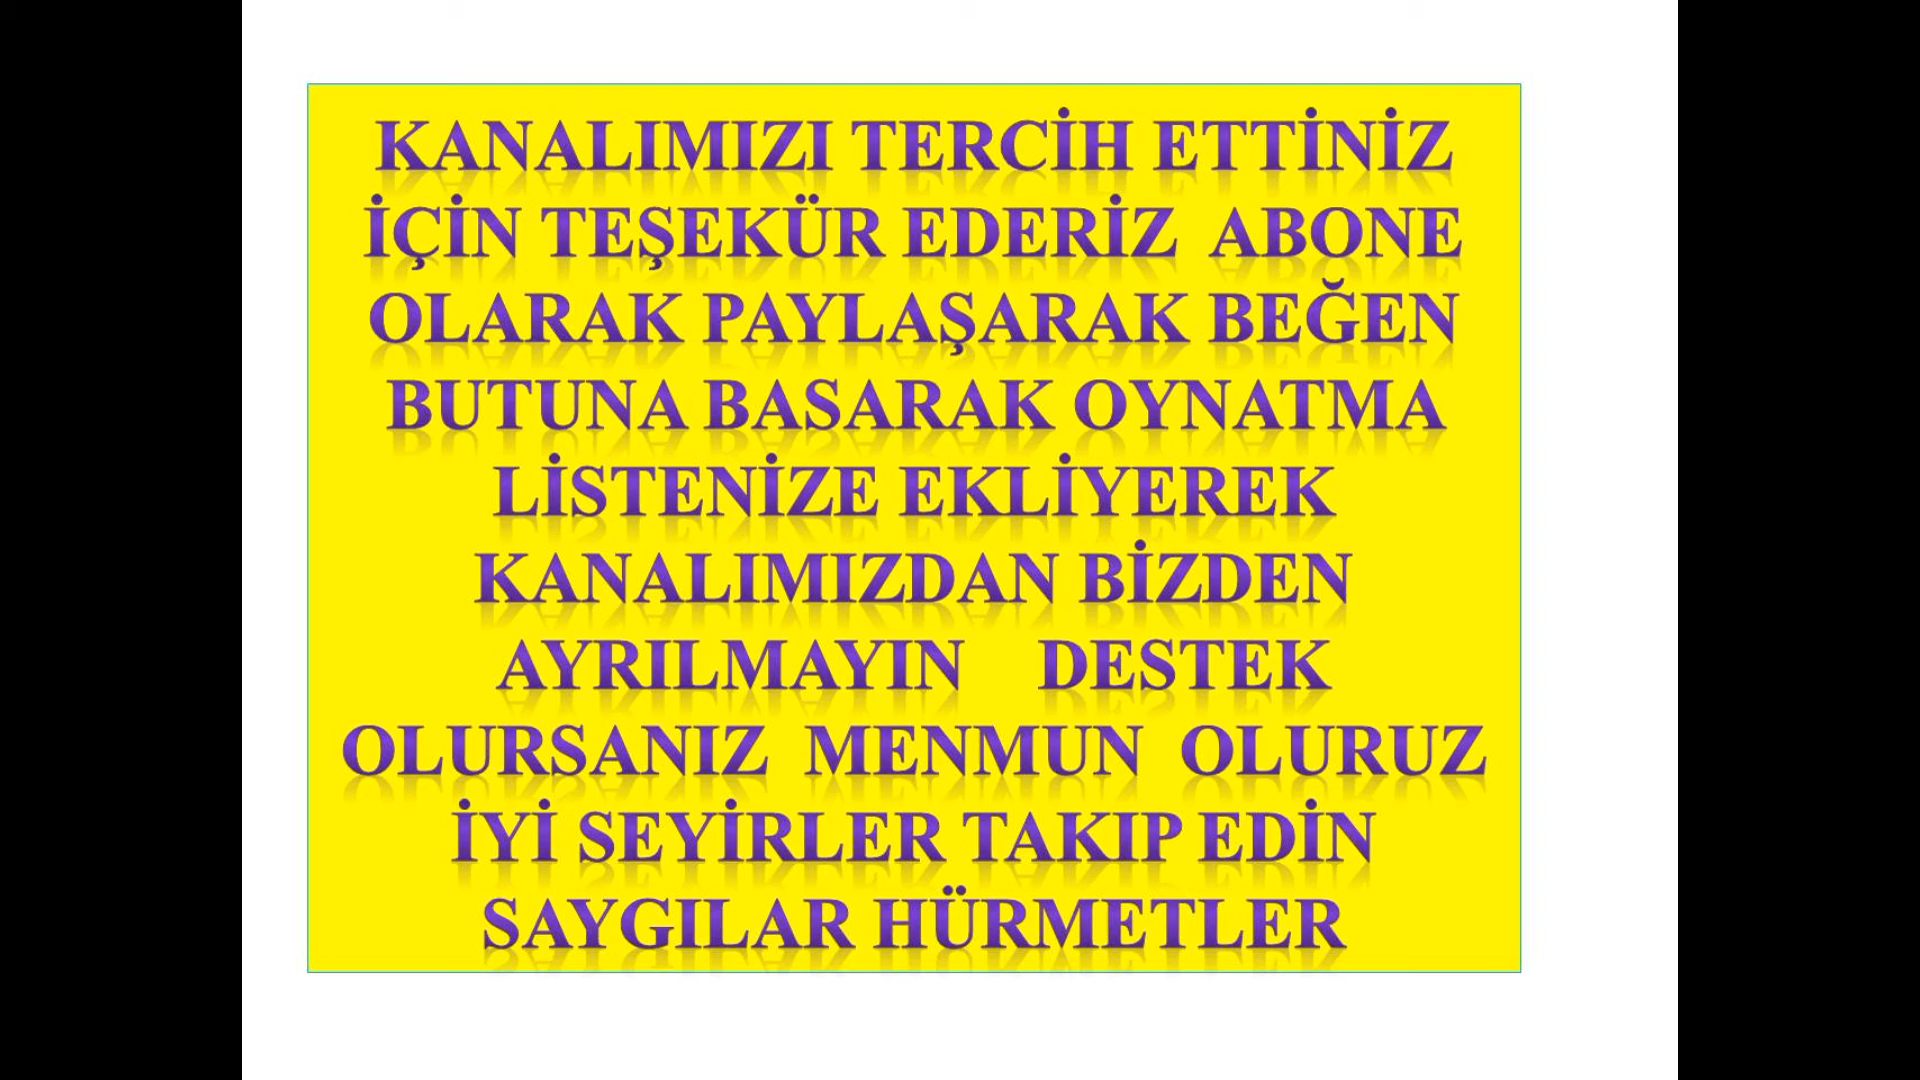 KANALIMIZI TERCİH ETTİNİZ
İÇİN TEŞEKÜR EDERİZ ABONE
OLARAK PAYLAŞARAK BEĞEN
BUTUNA BASARAK OYNATMA
LİSTENİZE EKLİYEREK
KANALIMIZDAN BİZDEN
AYRILMAYIN DESTEK
OLURSANIZ MENMUN OLURUZ
İYİ SEYİRLER TAKIP EDİN
SAYGILAR HÜRMETLER